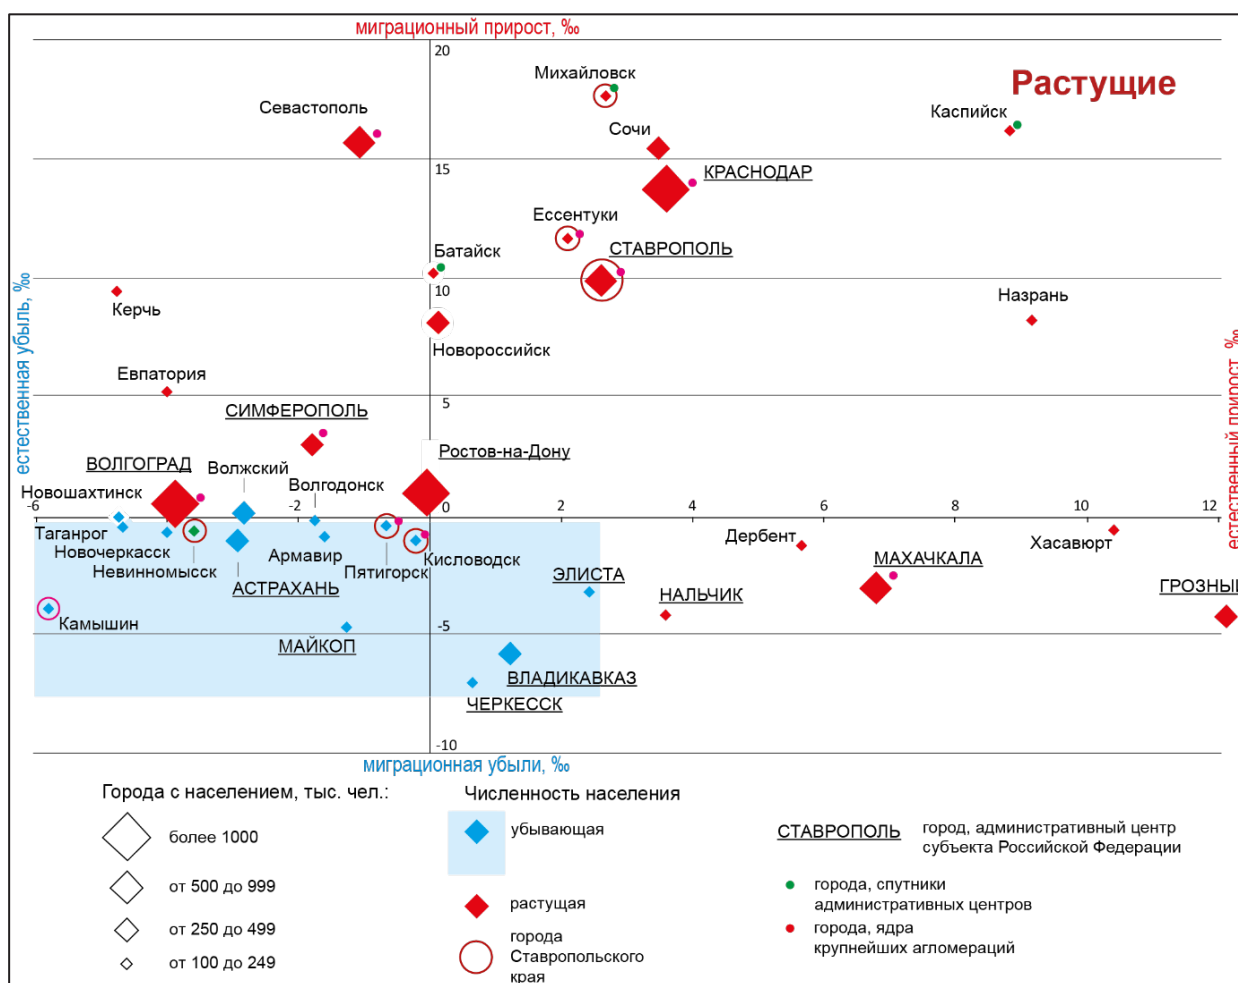 миграционный прирост, ‰
Растущие
20
Михайловск
Севастополь
Каспийск
Сочи
15
КРАСНОДАР
Ессентуки
СТАВРОПОЛЬ
Батайск
10
Керчь
Назрань
Новороссийск
естественная убыль, ‰
естественный прирост, ‰
Евпатория
5
СИМФЕРОПОЛЬ
Ростов-на-Дону
ВОЛГОГРАД
Волжский
Волгодонск
Новошахтинск
-6
-2
0
2
4
6
8
10
12
Таганрог
Новочеркасск
Невинномысск
АСТРАХАНЬ
Армавир
Пятигорск
Кисловодск
Дербент
Хасавюрт
ЭЛИСТА
МАХАЧКАЛА
НАЛЬЧИК
ГРОЗНЫЙ
Камышин
МАЙКОП
-5
ВЛАДИКАВКАЗ
ЧЕРКЕССК
-10
миграционная убыли, ‰
Города с населением, тыс. чел.:
более 1000
от 500 до 999
от 250 до 499
от 100 до 249
Численность населения
убывающая
растущая
города
Ставропольского
края
СТАВРОПОЛЬ
город, административный центр
субъекта Российской Федерации
города, спутники
административных центров
города, ядра
крупнейших агломераций